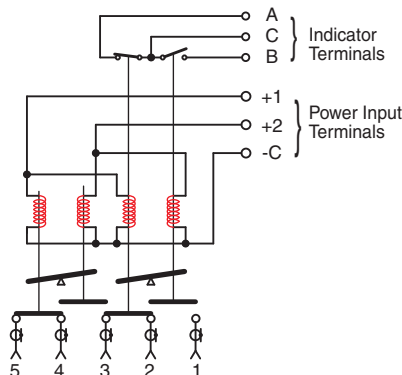 A
C
B
Indicator
Terminals
+1
+2
-C
Power Input
Terminals
5 4 3 2 1